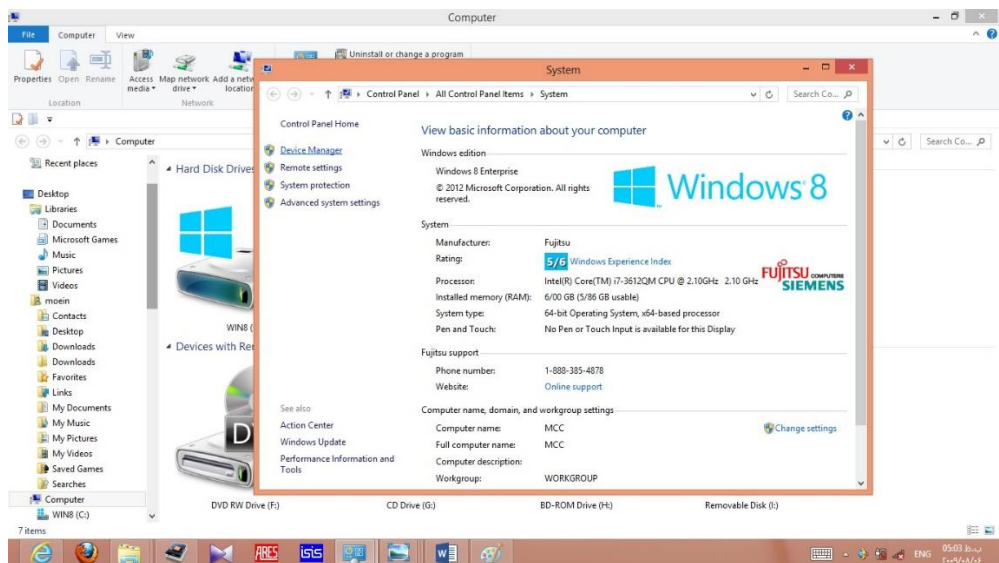 Computer
File Computer View
Properties Open Rename
Access media
Map network drive
Uninstall or change a program
Location
Network
Computer
Search Co...
Recent places
Desktop
Libraries
Documents
Microsoft Games
Music
Pictures
Videos
moein
Contacts
Desktop
Downloads
Downloads
Favorites
Links
My Documents
My Music
My Pictures
My Videos
Saved Games
Searches
Computer
WIN8 (C:)
7 items
Hard Disk Drives
WIN8 (
Devices with Re
DVD RW Drive (F:)
CD Drive (G:)
BD-ROM Drive (H:)
Removable Disk (I:)
System
Control Panel All Control Panel Items System
Search Co...
Control Panel Home
Device Manager
Remote settings
System protection
Advanced system settings
See also
Action Center
Windows Update
Performance Information and
Tools
View basic information about your computer
Windows edition
Windows 8 Enterprise
© 2012 Microsoft Corporation. All rights
reserved.
Windows 8
System
Manufacturer: Fujitsu
Rating: 5/6 Windows Experience Index
Processor: Intel(R) Core(TM) i7-3612QM CPU @ 2.10GHz 2.10 GHz
Installed memory (RAM): 6/00 GB (5/86 GB usable)
System type: 64-bit Operating System, x64-based processor
Pen and Touch: No Pen or Touch Input is available for this Display
FUJITSU COMPUTERS
SIEMENS
Fujitsu support
Phone number: 1-888-385-4878
Website: Online support
Computer name, domain, and workgroup settings
Computer name: MCC
Change settings
Full computer name: MCC
Computer description:
Workgroup: WORKGROUP
ARES
isis
ENG
05:03 ب.ظ